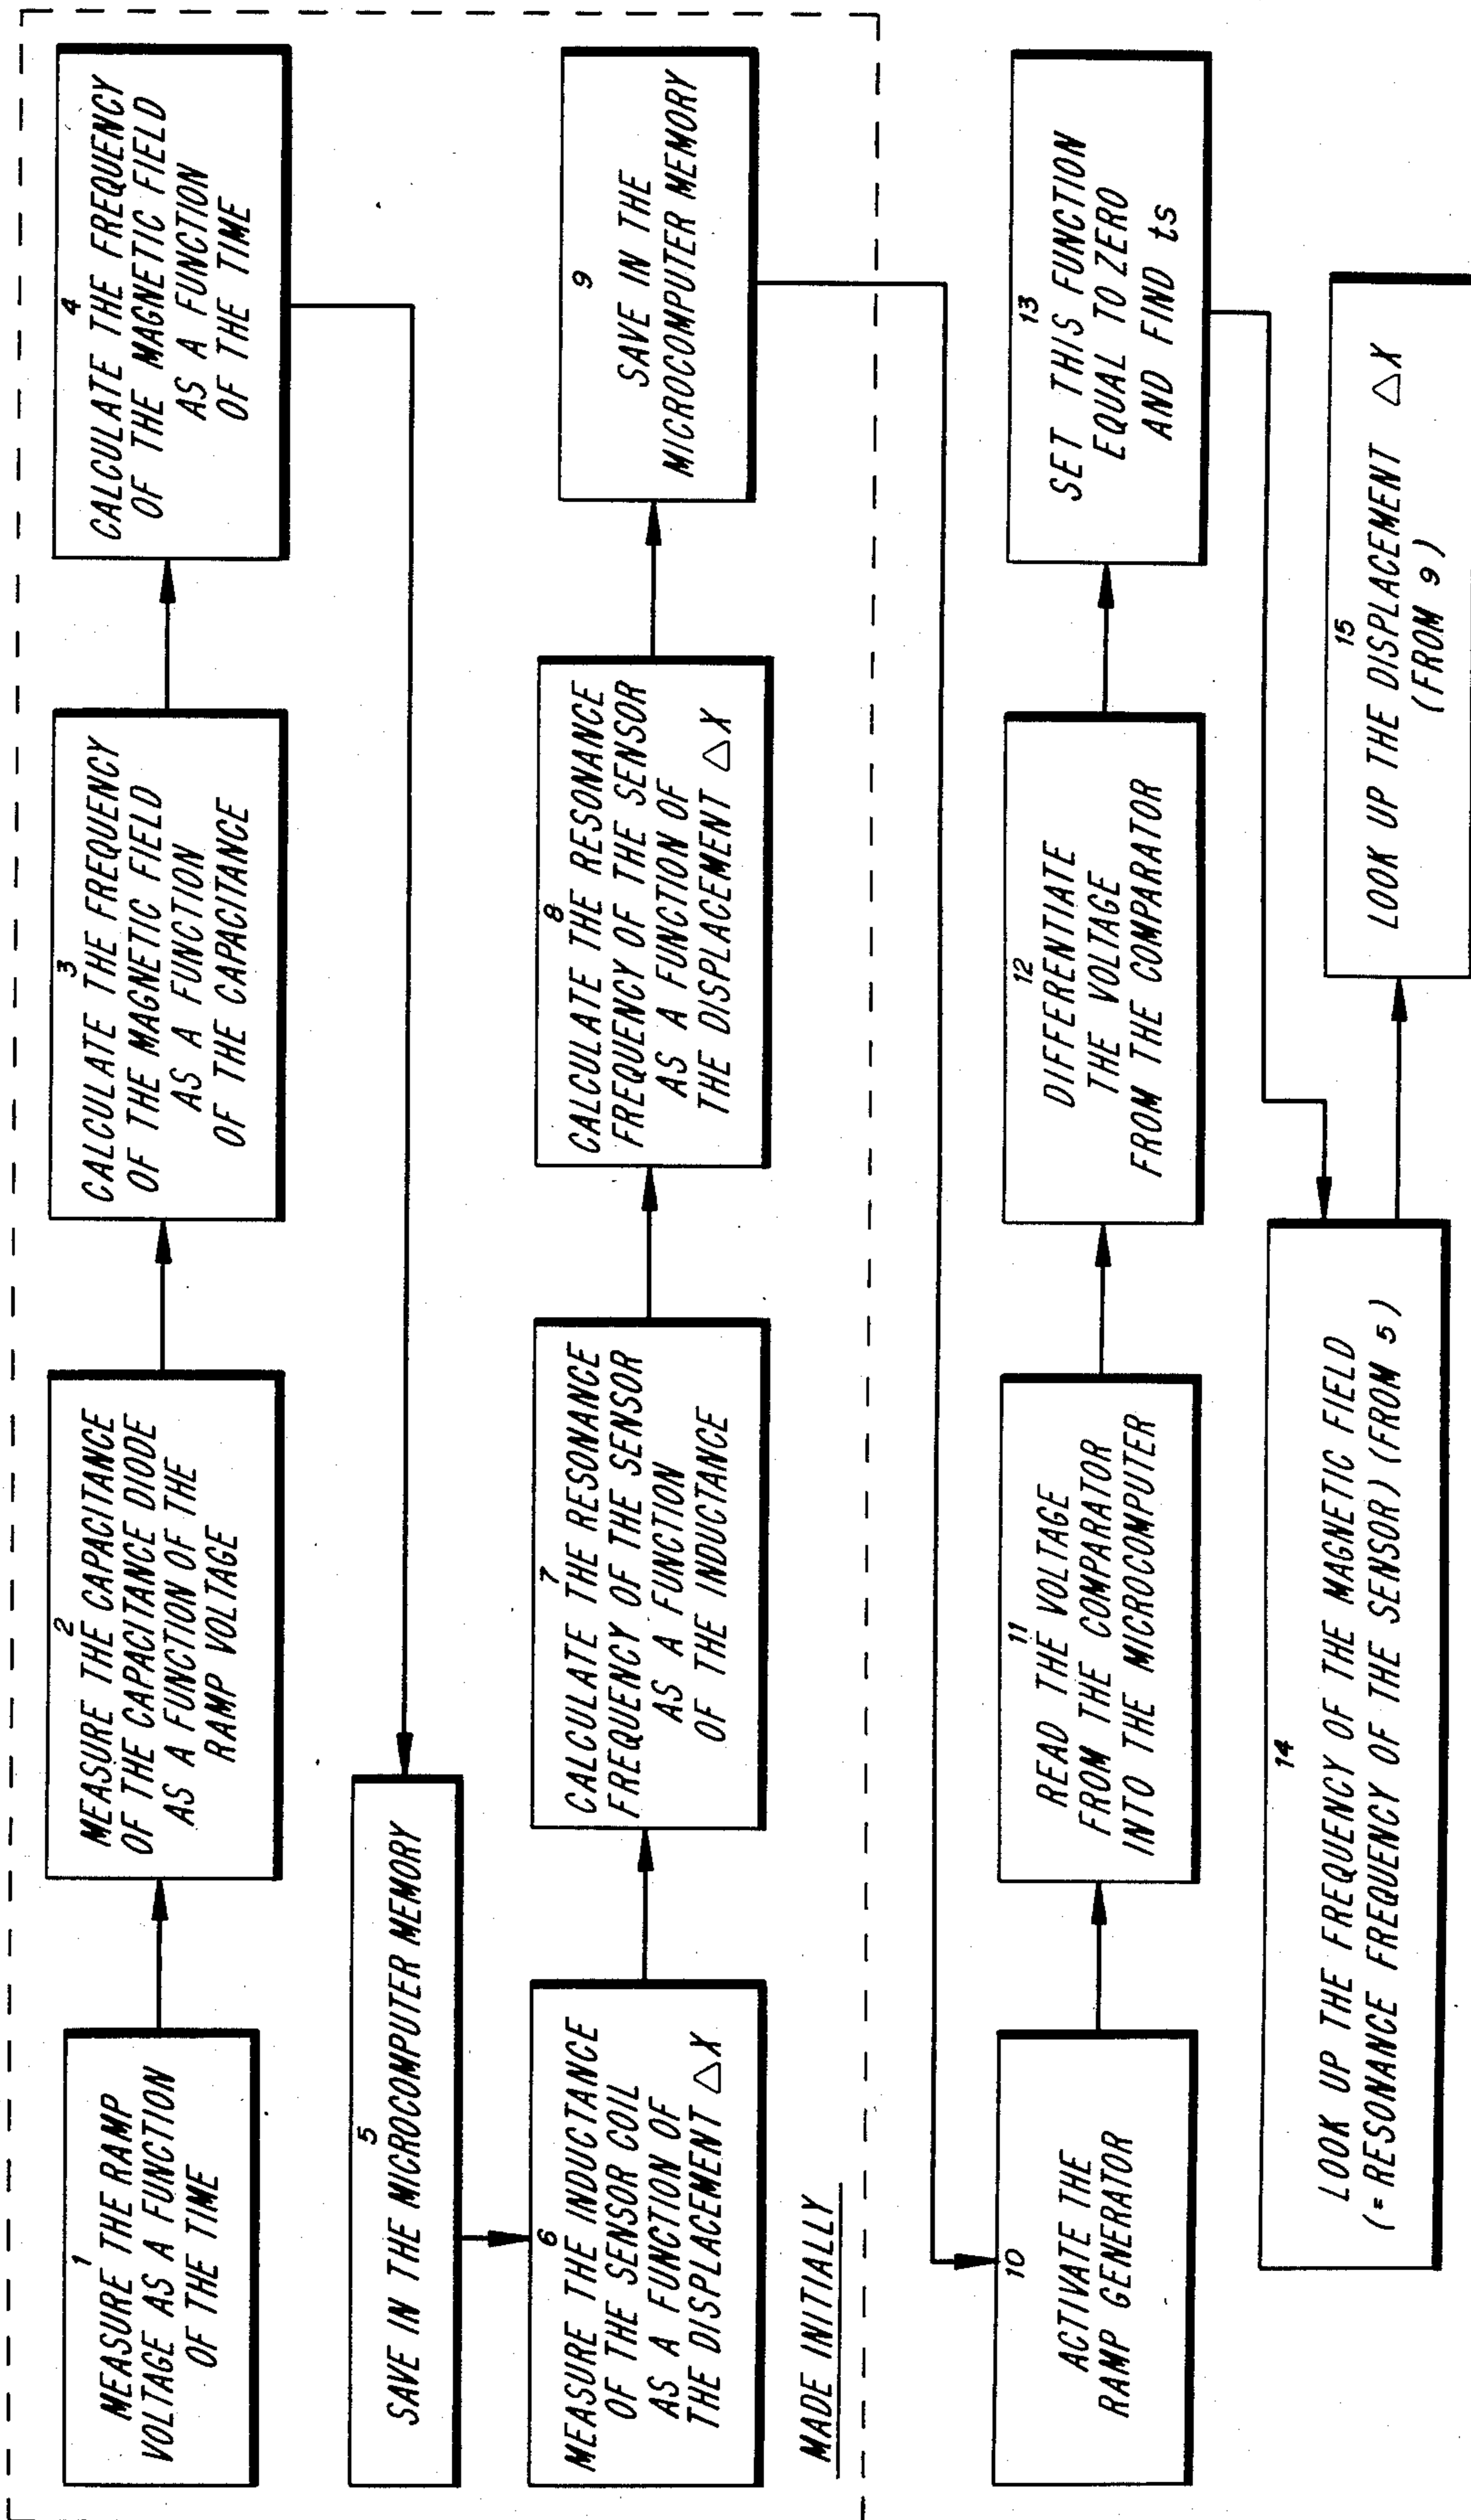 1
MEASURE THE RAMP
VOLTAGE AS A FUNCTION
OF THE TIME
2
MEASURE THE CAPACITANCE
OF THE CAPACITANCE DIODE
AS A FUNCTION OF THE
RAMP VOLTAGE
3
CALCULATE THE FREQUENCY
OF THE MAGNETIC FIELD
AS A FUNCTION
OF THE CAPACITANCE
4
CALCULATE THE FREQUENCY
OF THE MAGNETIC FIELD
AS A FUNCTION
OF THE TIME
5
SAVE IN THE MICROCOMPUTER MEMORY
6
MEASURE THE INDUCTANCE
OF THE SENSOR COIL
AS A FUNCTION OF
THE DISPLACEMENT △X
7
CALCULATE THE RESONANCE
FREQUENCY OF THE SENSOR
AS A FUNCTION
OF THE INDUCTANCE
8
CALCULATE THE RESONANCE
FREQUENCY OF THE SENSOR
AS A FUNCTION OF
THE DISPLACEMENT △X
9
SAVE IN THE
MICROCOMPUTER MEMORY
MADE INITIALLY
10
ACTIVATE THE
RAMP GENERATOR
11
READ THE VOLTAGE
FROM THE COMPARATOR
INTO THE MICROCOMPUTER
12
DIFFERENTIATE
THE VOLTAGE
FROM THE COMPARATOR
13
SET THIS FUNCTION
EQUAL TO ZERO
AND FIND ts
14
LOOK UP THE FREQUENCY OF THE MAGNETIC FIELD
(= RESONANCE FREQUENCY OF THE SENSOR) (FROM 5)
15
LOOK UP THE DISPLACEMENT △X
(FROM 9)